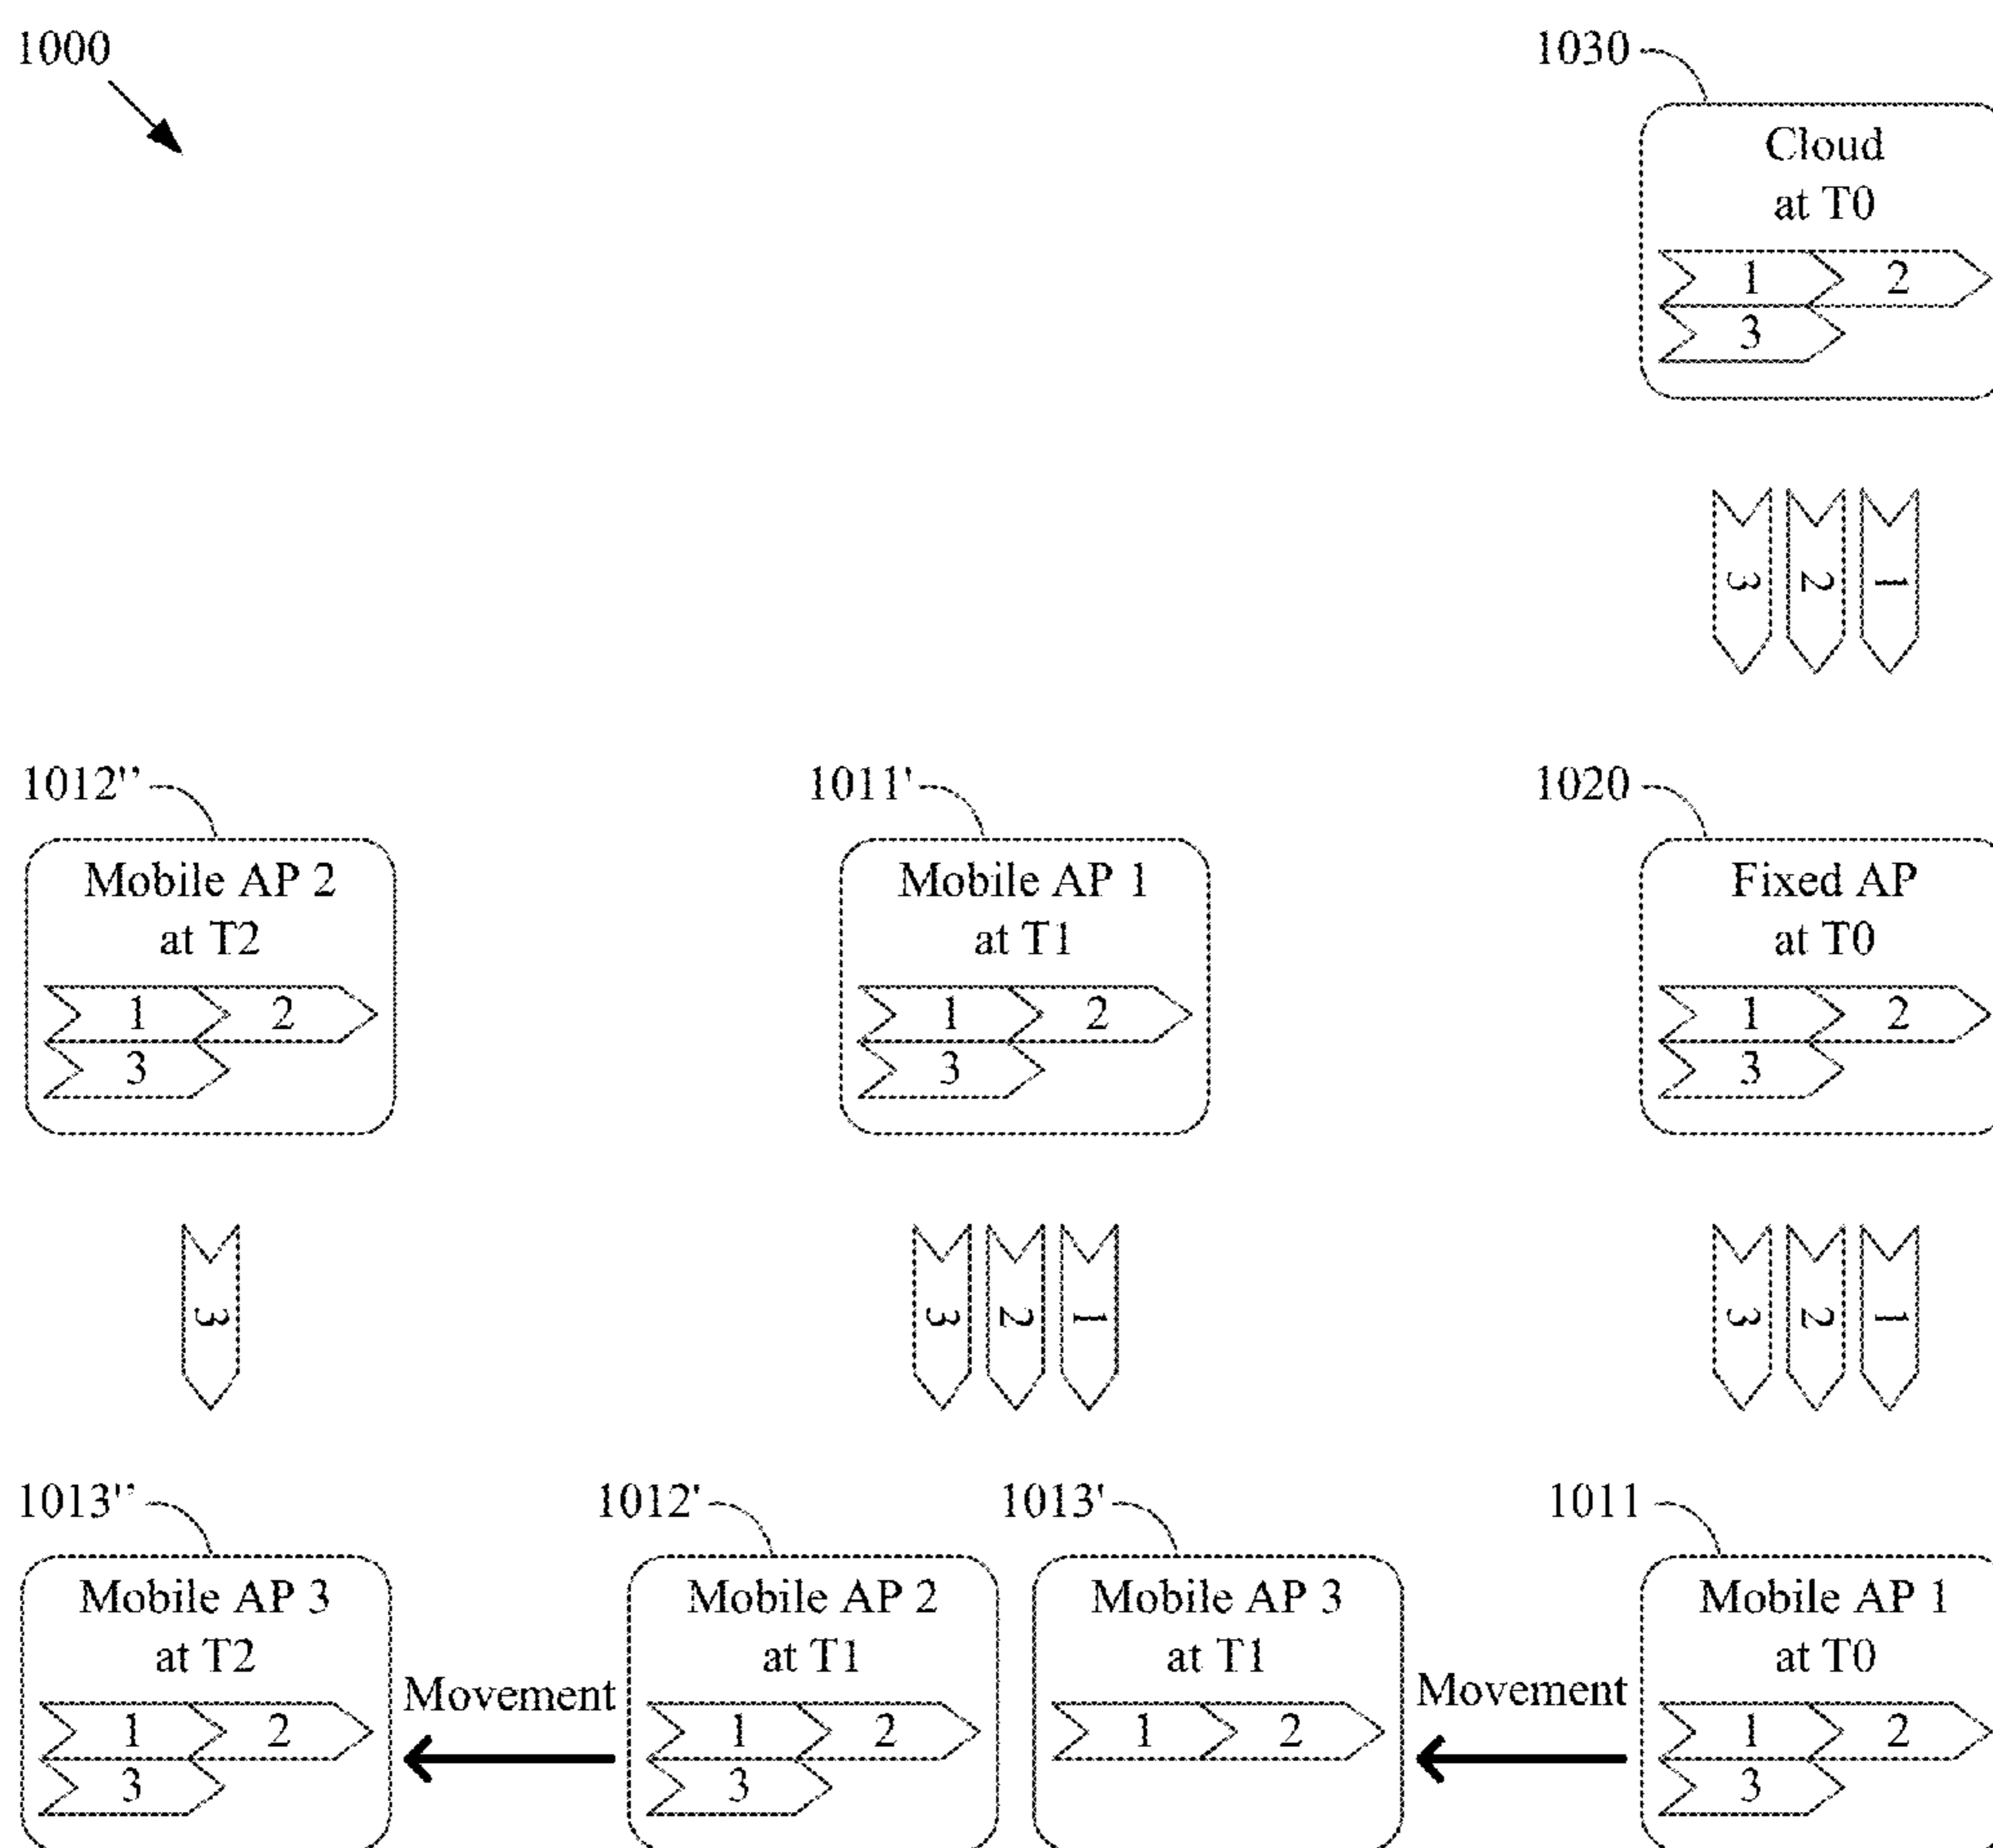 1000
1030
Cloud
at T0
1 2
3
3 2 1
1012''
1011'
1020
Mobile AP 2
at T2
1 2
3
Mobile AP 1
at T1
1 2
3
Fixed AP
at T0
1 2
3
3
3 2 1
3 2 1
1013''
1012'
1013'
1011
Mobile AP 3
at T2
1 2
3
Movement
Mobile AP 2
at T1
1 2
3
Mobile AP 3
at T1
1 2
Movement
Mobile AP 1
at T0
1 2
3